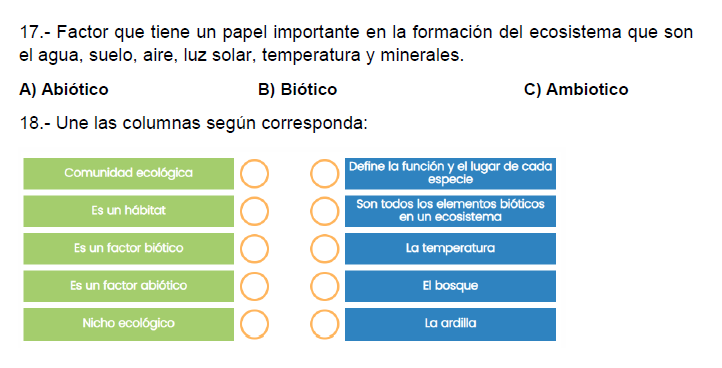 17.- Factor que tiene un papel importante en la formación del ecosistema que son
el agua, suelo, aire, luz solar, temperatura y minerales.
A) Abiótico B) Biótico C) Ambiotico
18.- Une las columnas según corresponda:
Comunidad ecológica
Define la función y el lugar de cada
especie
Es un hábitat
Son todos los elementos bióticos
en un ecosistema
Es un factor biótico
La temperatura
Es un factor abiótico
El bosque
Nicho ecológico
La ardilla